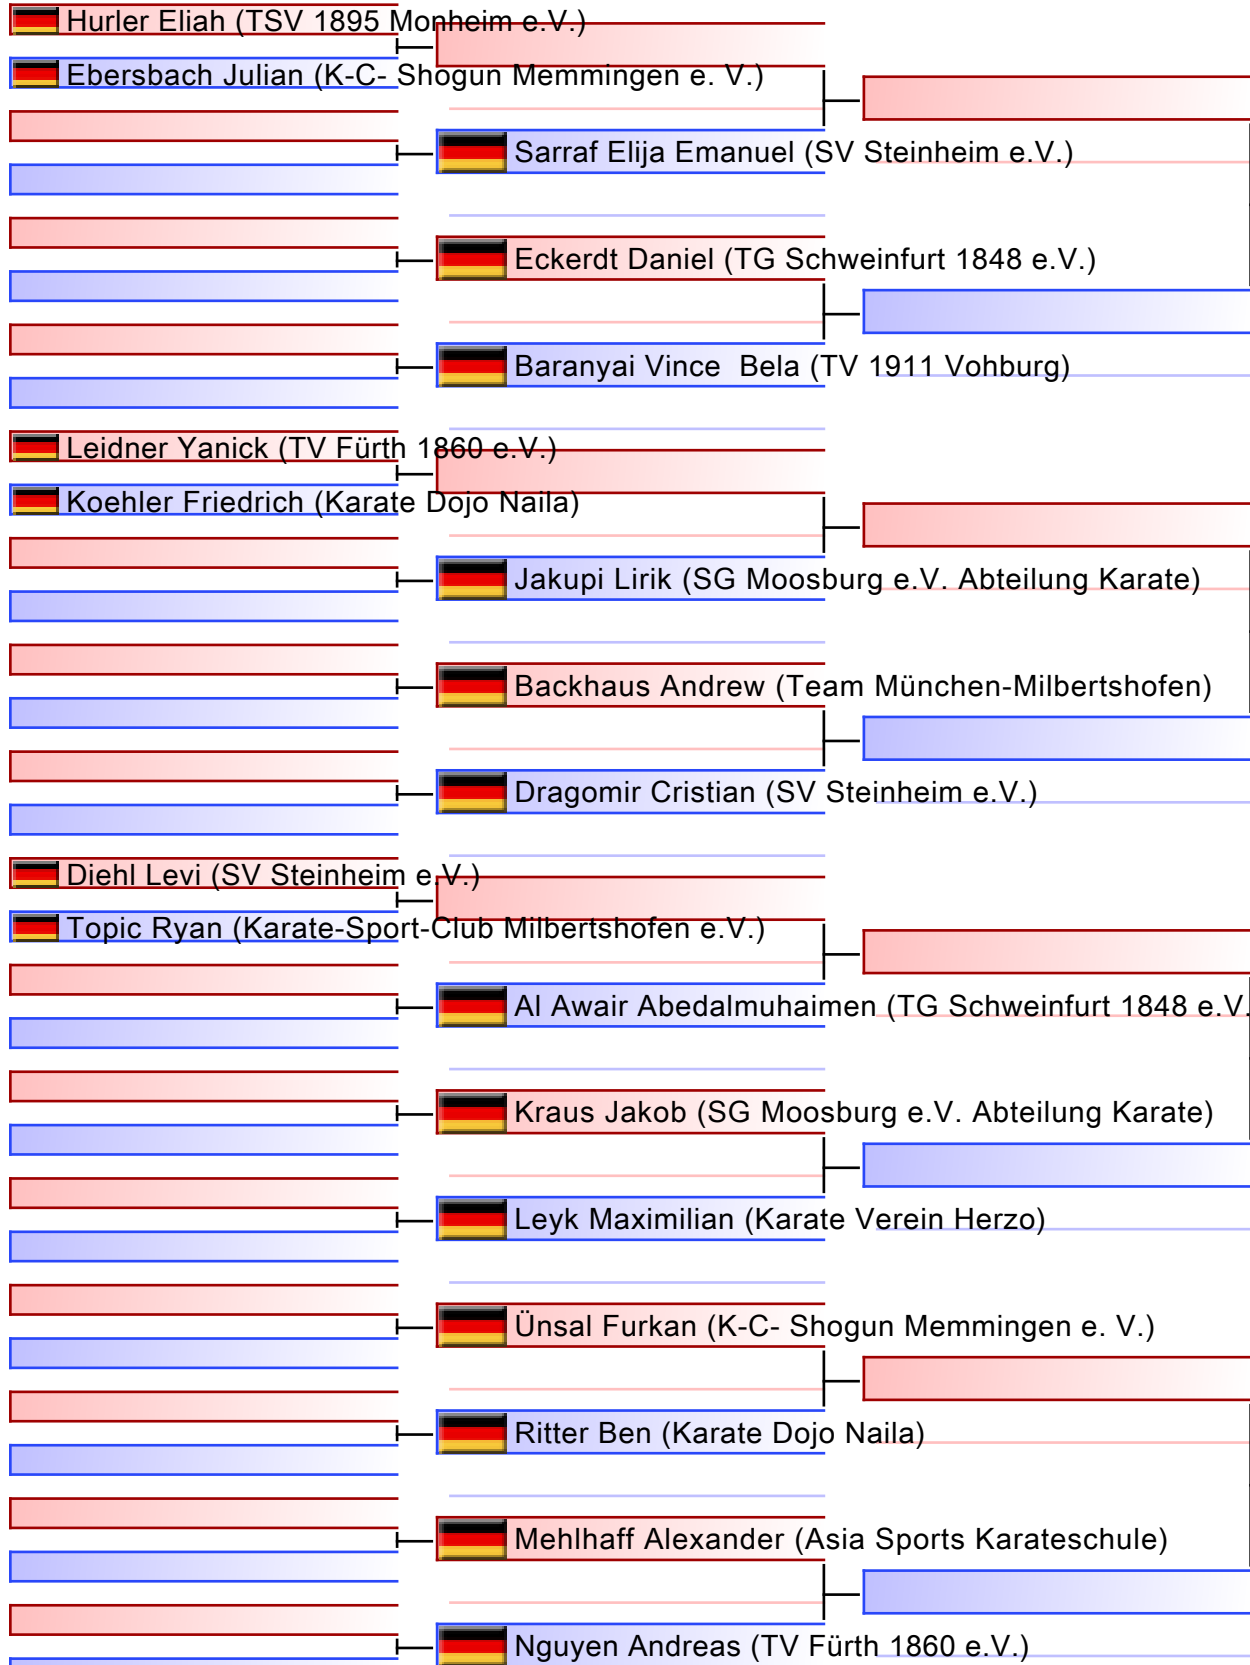 Hurler Eliah (TSV 1895 Monheim e.V.)
Ebersbach Julian (K-C- Shogun Memmingen e. V.)
Sarraf Elija Emanuel (SV Steinheim e.V.)
Eckerdt Daniel (TG Schweinfurt 1848 e.V.)
Baranyai Vince  Bela (TV 1911 Vohburg)
Leidner Yanick (TV Fürth 1860 e.V.)
Koehler Friedrich (Karate Dojo Naila)
Jakupi Lirik (SG Moosburg e.V. Abteilung Karate)
Backhaus Andrew (Team München-Milbertshofen)
Dragomir Cristian (SV Steinheim e.V.)
Diehl Levi (SV Steinheim e.V.)
Topic Ryan (Karate-Sport-Club Milbertshofen e.V.)
Al Awair Abedalmuhaimen (TG Schweinfurt 1848 e.V.
Kraus Jakob (SG Moosburg e.V. Abteilung Karate)
Leyk Maximilian (Karate Verein Herzo)
Ünsal Furkan (K-C- Shogun Memmingen e. V.)
Ritter Ben (Karate Dojo Naila)
Mehlhaff Alexander (Asia Sports Karateschule)
Nguyen Andreas (TV Fürth 1860 e.V.)